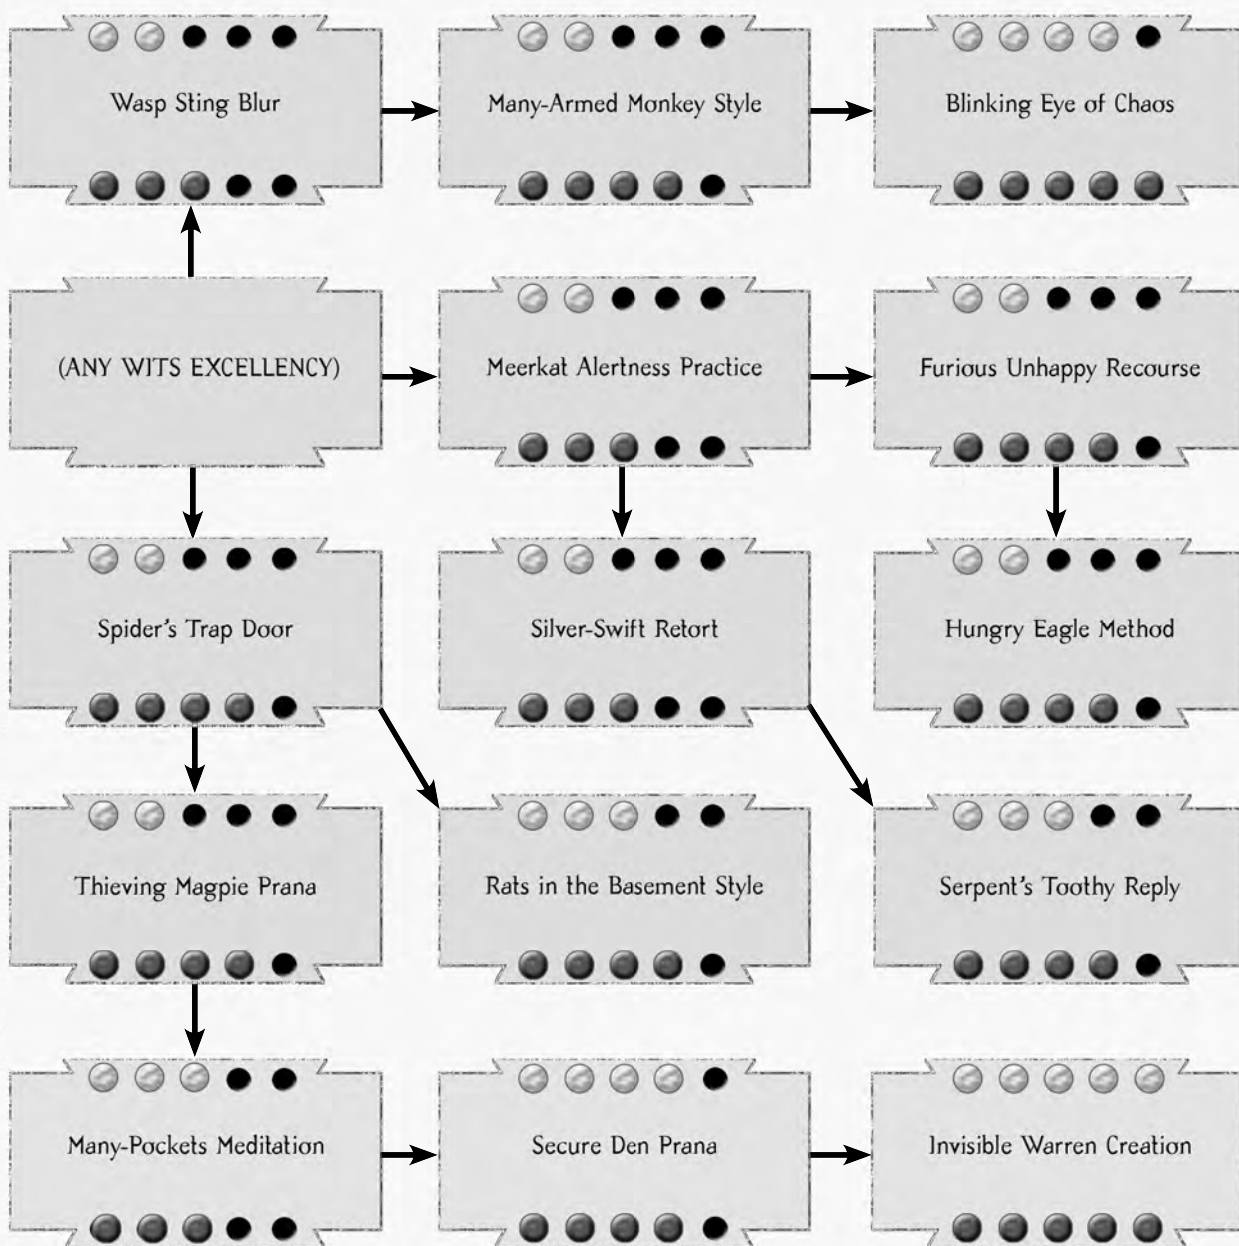 Wasp Sting Blur
Many-Armed Monkey Style
Blinking Eye of Chaos
(ANY WITS EXCELLENCY)
Meerkat Alertness Practice
Furious Unhappy Recourse
Spider's Trap Door
Silver-Swift Retort
Hungry Eagle Method
Thieving Magpie Prana
Rats in the Basement Style
Serpent's Toothy Reply
Many-Pockets Meditation
Secure Den Prana
Invisible Warren Creation